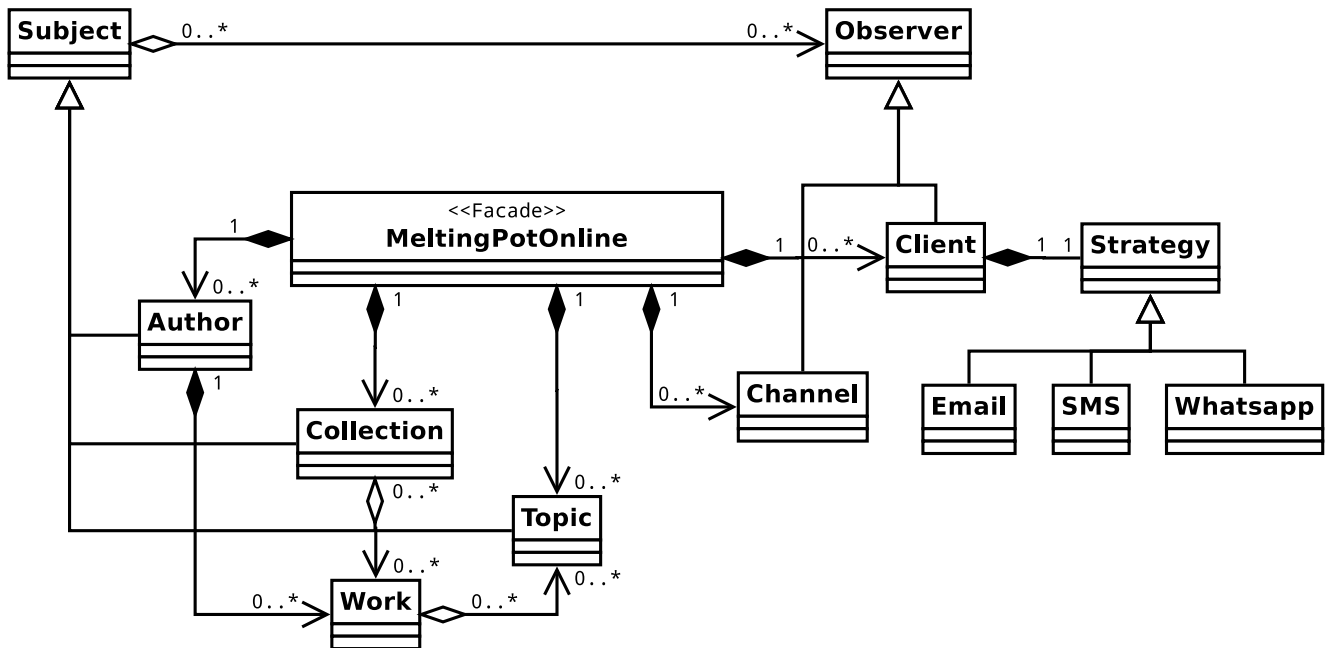 Subject 0..* 0..* Observer
<<Facade>>
MeltingPotOnline
1
1 0..* Client 1 1 Strategy
0..*
1 1 1
Author
1
0..*
0..* Channel
Email SMS Whatsapp
0..*
Collection
0..*
0..*
Topic
0..*
0..*
0..* Work 0..*